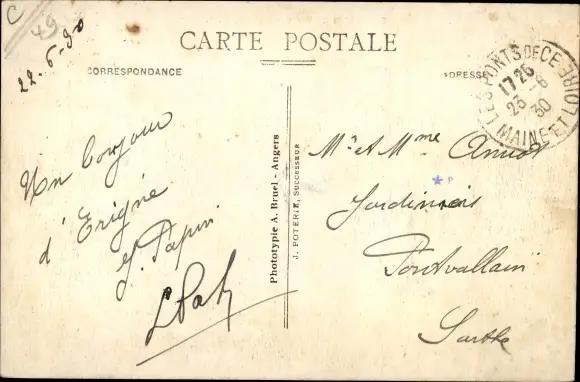 C
49
22-6-30
CARTE POSTALE
CORRESPONDANCE
ADRESSE
LES PONTS DE CE
17 25
23 - 6
30
MAINE ET LOIRE
Un bonjour
d'Erigné
J. Papin
Phototypie A. Bruel - Angers
J. POTERIE, SUCCESSEUR
Mr et Mme
Jardiniers
Pontvallain
Sarthe